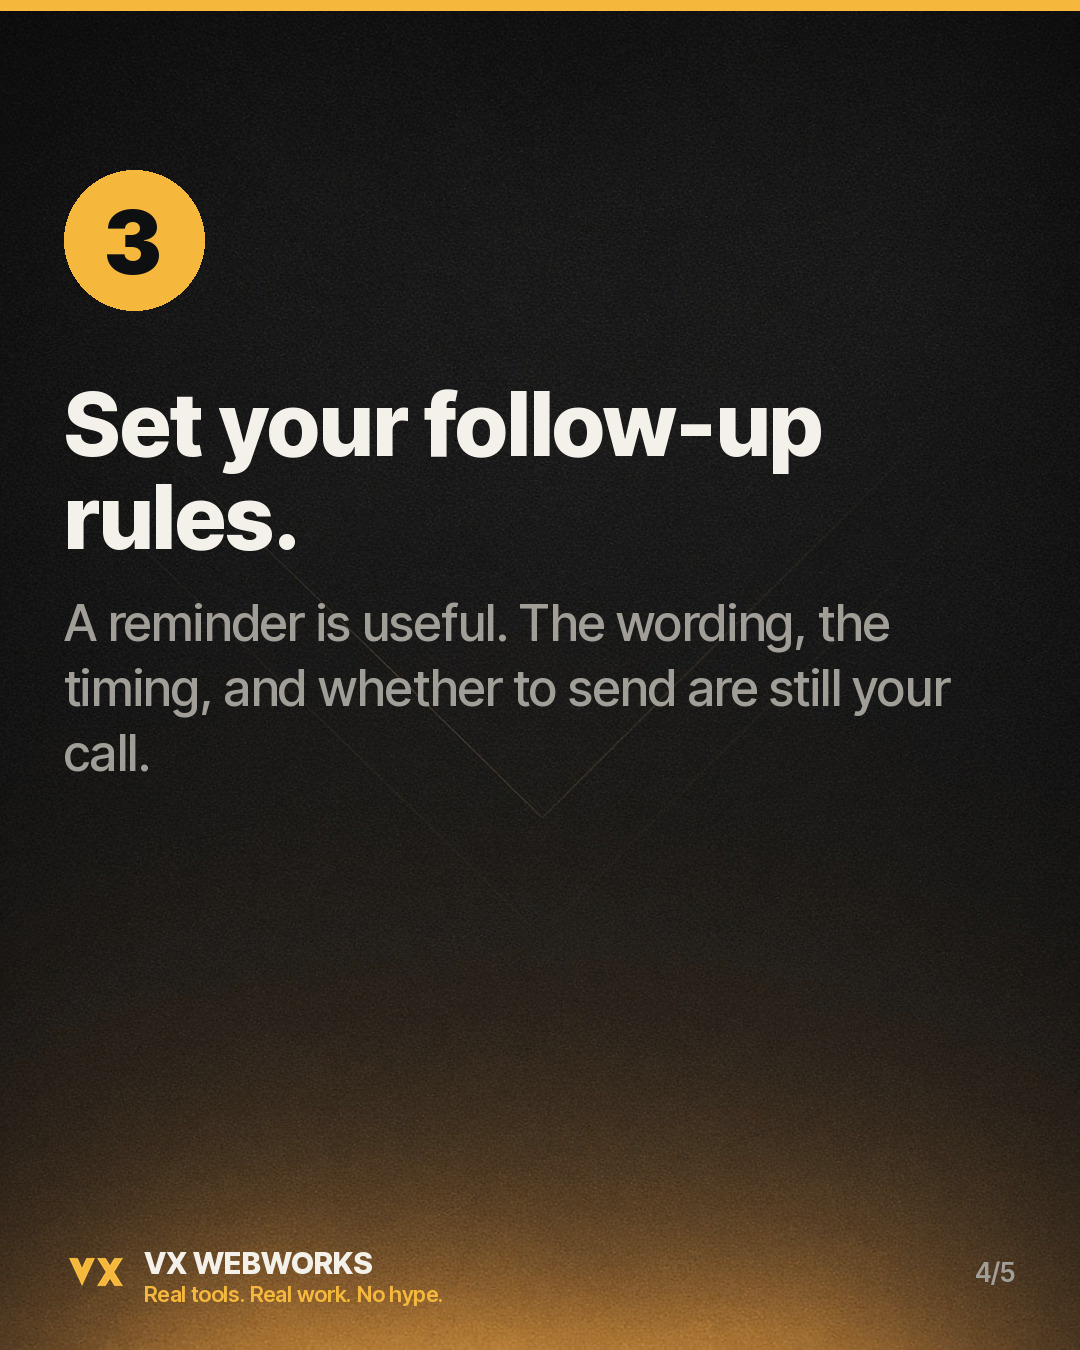 3
Set your follow-up
rules.
A reminder is useful. The wording, the
timing, and whether to send are still your
call.
VX
VX WEBWORKS
Real tools. Real work. No hype.
4/5